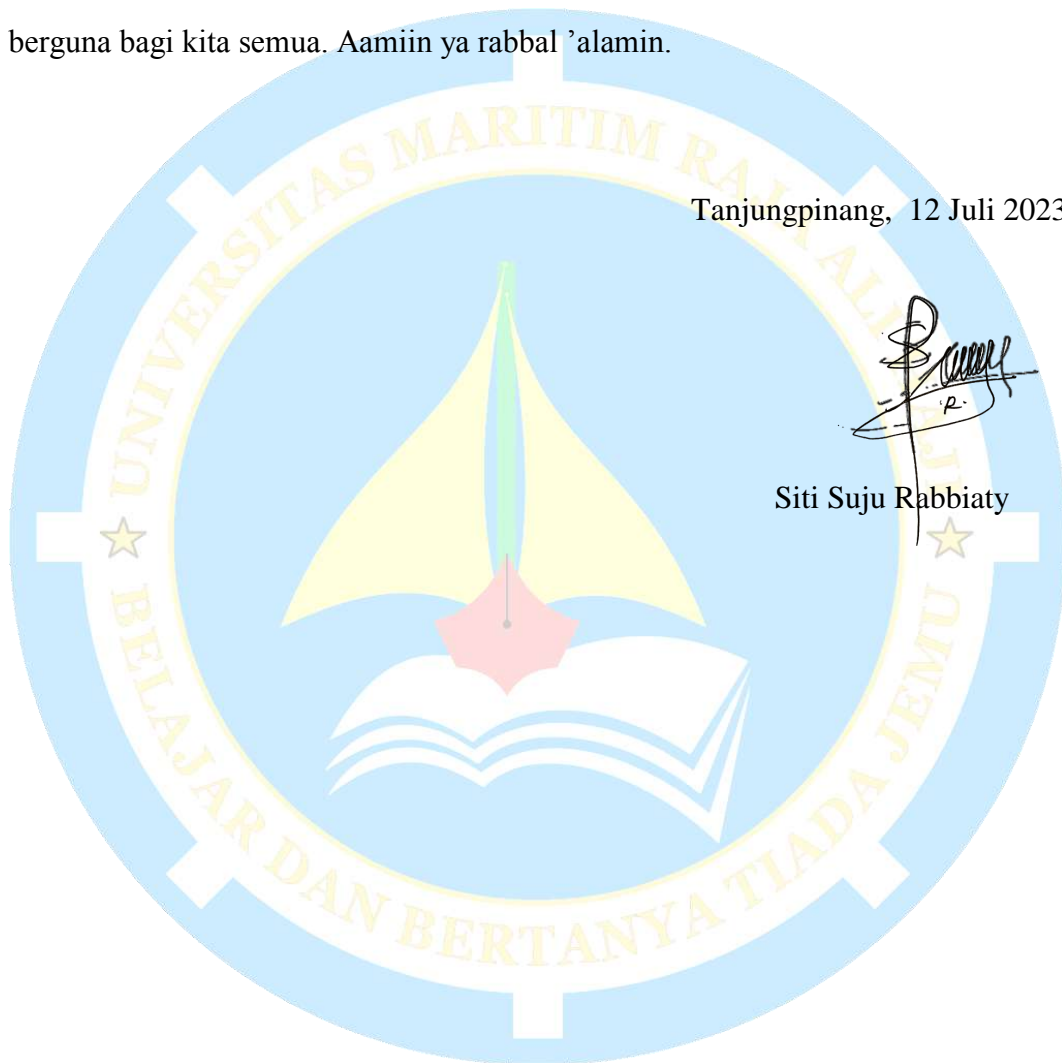 berguna bagi kita semua. Aamiin ya rabbal ’alamin.
UNIVERSITAS MARITIM RAJA ALI HAJI
Tanjungpinang, 12 Juli 2023
R.
Siti Suju Rabbiaty
BELAJAR DAN BERTANYA TIADA JEMU